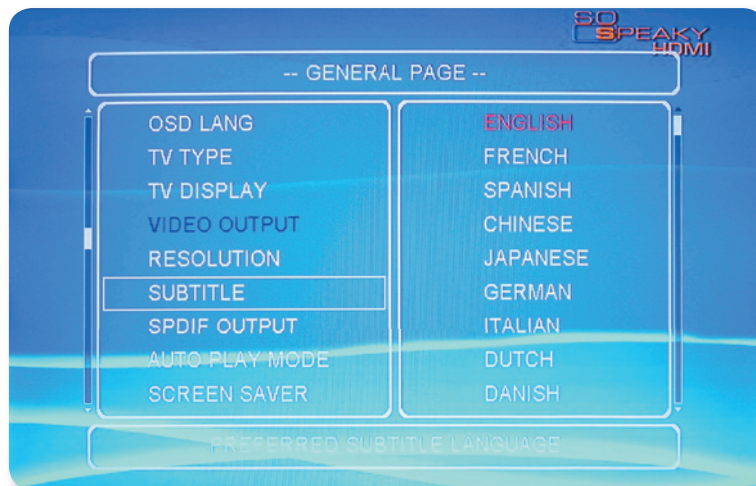 SO
SPEAKY
HDMI
-- GENERAL PAGE --
OSD LANG
TV TYPE
TV DISPLAY
VIDEO OUTPUT
RESOLUTION
SUBTITLE
SPDIF OUTPUT
AUTO PLAY MODE
SCREEN SAVER
ENGLISH
FRENCH
SPANISH
CHINESE
JAPANESE
GERMAN
ITALIAN
DUTCH
DANISH
PREFERRED SUBTITLE LANGUAGE